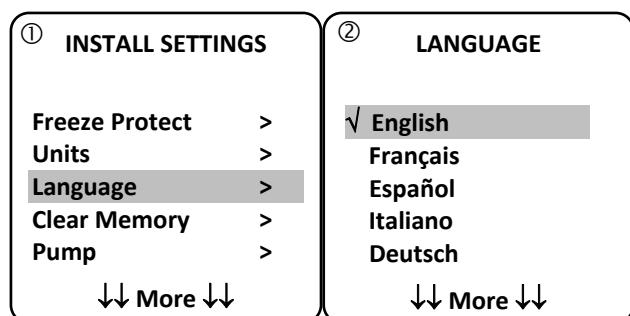 ①
INSTALL SETTINGS
Freeze Protect >
Units >
Language >
Clear Memory >
Pump >
↓↓ More ↓↓
②
LANGUAGE
√ English
Français
Español
Italiano
Deutsch
↓↓ More ↓↓